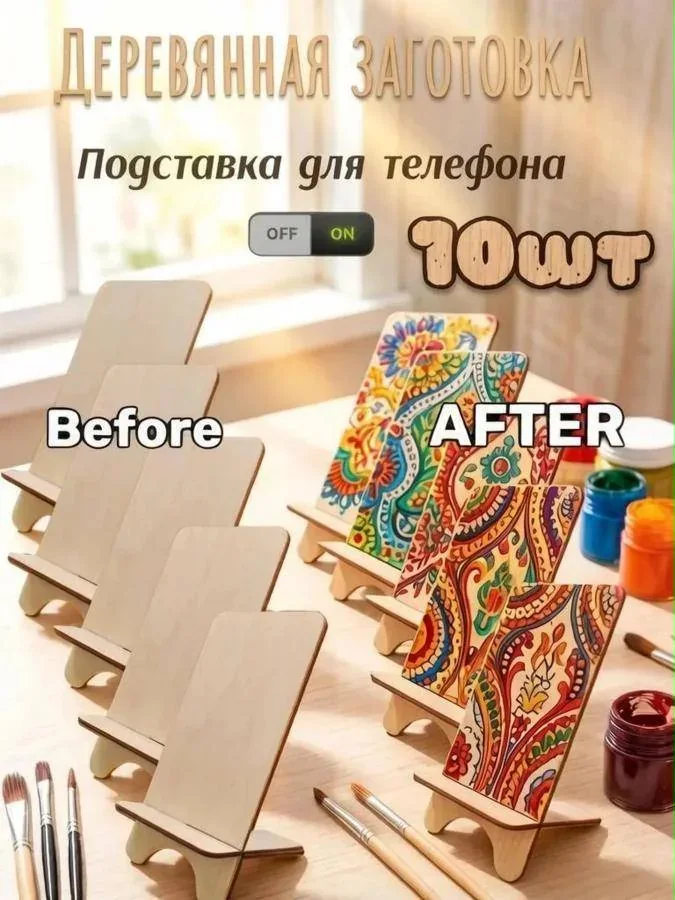 Деревянная заготовка
Подставка для телефона
OFF ON
10шт
Before
AFTER